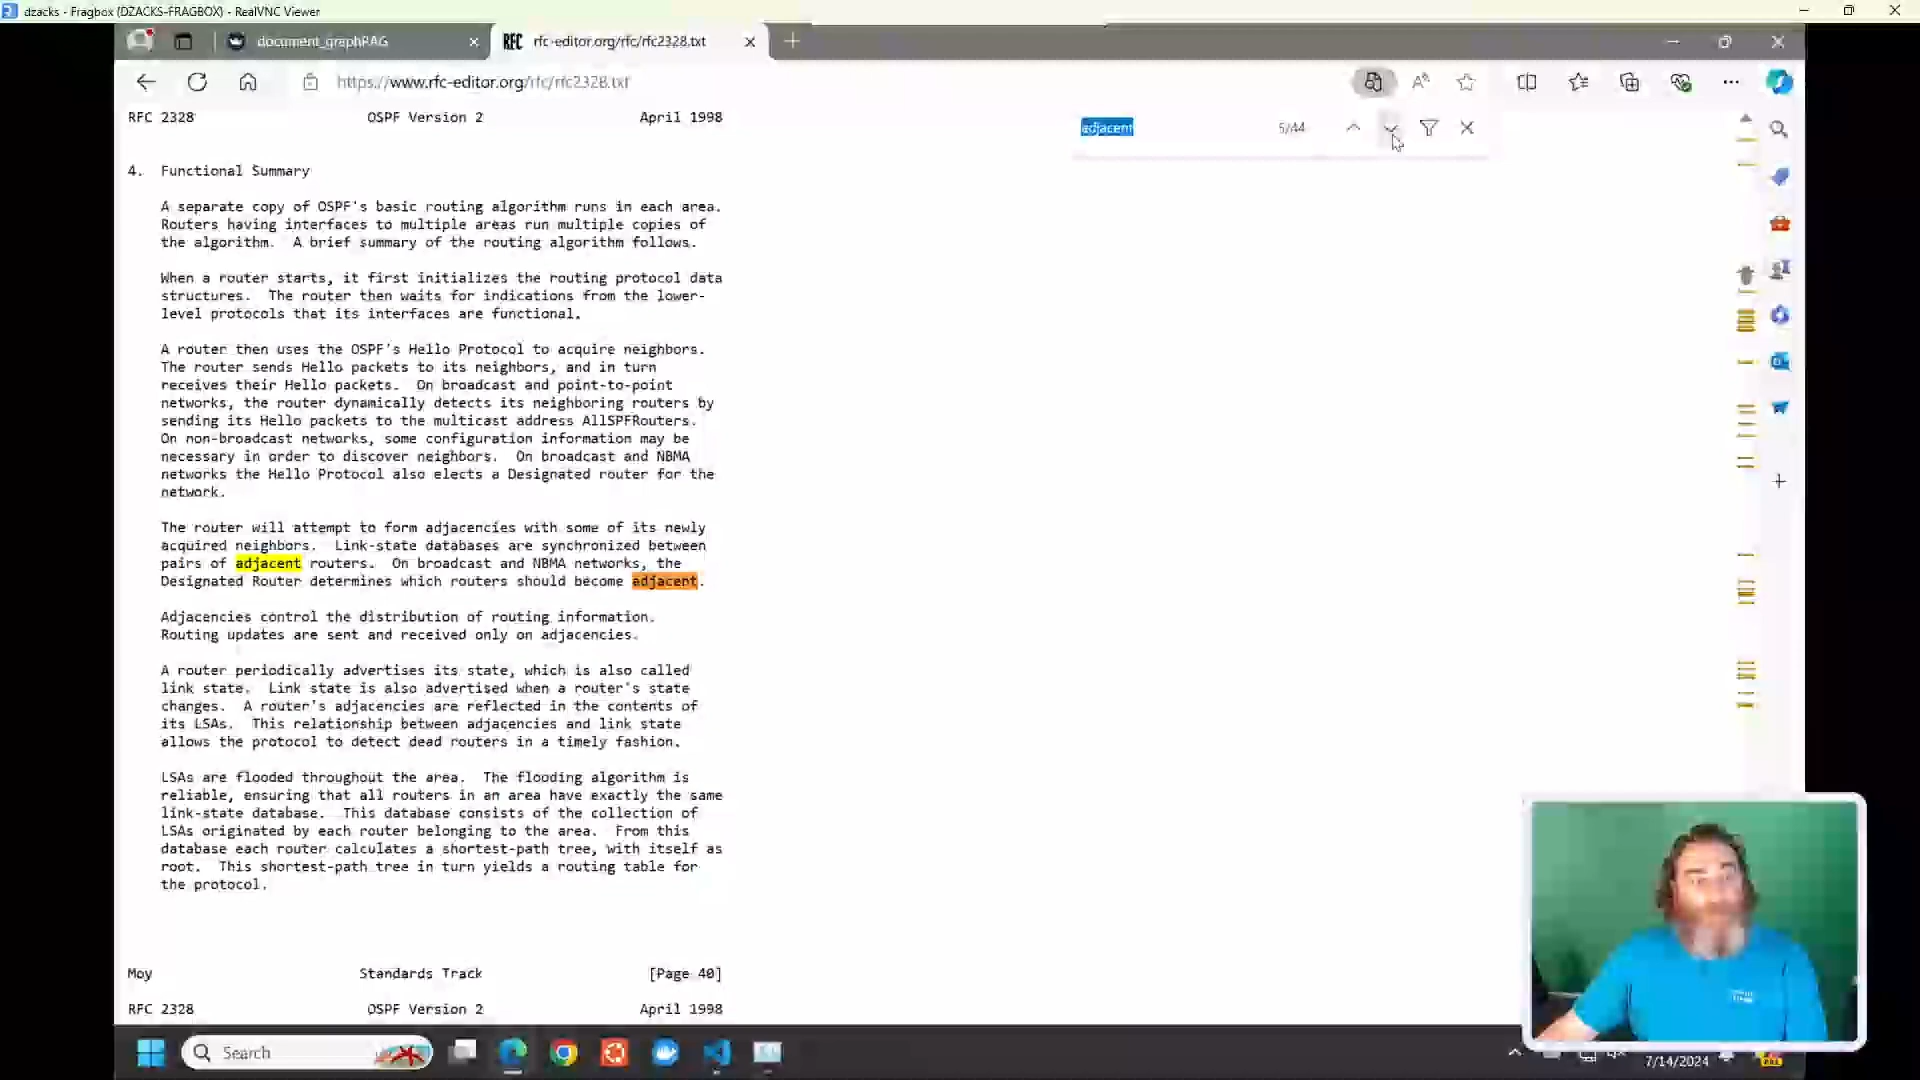 dzacks - Fragbox (DZACKS-FRAGBOX) - RealVNC Viewer
document_graphRAG
RFC rfc-editor.org/rfc/rfc2328.txt
https://www.rfc-editor.org/rfc/rfc2328.txt
adjacent 5/44
RFC 2328 OSPF Version 2 April 1998
4. Functional Summary
A separate copy of OSPF's basic routing algorithm runs in each area.
Routers having interfaces to multiple areas run multiple copies of
the algorithm. A brief summary of the routing algorithm follows.
When a router starts, it first initializes the routing protocol data
structures. The router then waits for indications from the lower-
level protocols that its interfaces are functional.
A router then uses the OSPF's Hello Protocol to acquire neighbors.
The router sends Hello packets to its neighbors, and in turn
receives their Hello packets. On broadcast and point-to-point
networks, the router dynamically detects its neighboring routers by
sending its Hello packets to the multicast address AllSPFRouters.
On non-broadcast networks, some configuration information may be
necessary in order to discover neighbors. On broadcast and NBMA
networks the Hello Protocol also elects a Designated router for the
network.
The router will attempt to form adjacencies with some of its newly
acquired neighbors. Link-state databases are synchronized between
pairs of adjacent routers. On broadcast and NBMA networks, the
Designated Router determines which routers should become adjacent.
Adjacencies control the distribution of routing information.
Routing updates are sent and received only on adjacencies.
A router periodically advertises its state, which is also called
link state. Link state is also advertised when a router's state
changes. A router's adjacencies are reflected in the contents of
its LSAs. This relationship between adjacencies and link state
allows the protocol to detect dead routers in a timely fashion.
LSAs are flooded throughout the area. The flooding algorithm is
reliable, ensuring that all routers in an area have exactly the same
link-state database. This database consists of the collection of
LSAs originated by each router belonging to the area. From this
database each router calculates a shortest-path tree, with itself as
root. This shortest-path tree in turn yields a routing table for
the protocol.
Moy Standards Track [Page 40]
RFC 2328 OSPF Version 2 April 1998
Search
7/14/2024